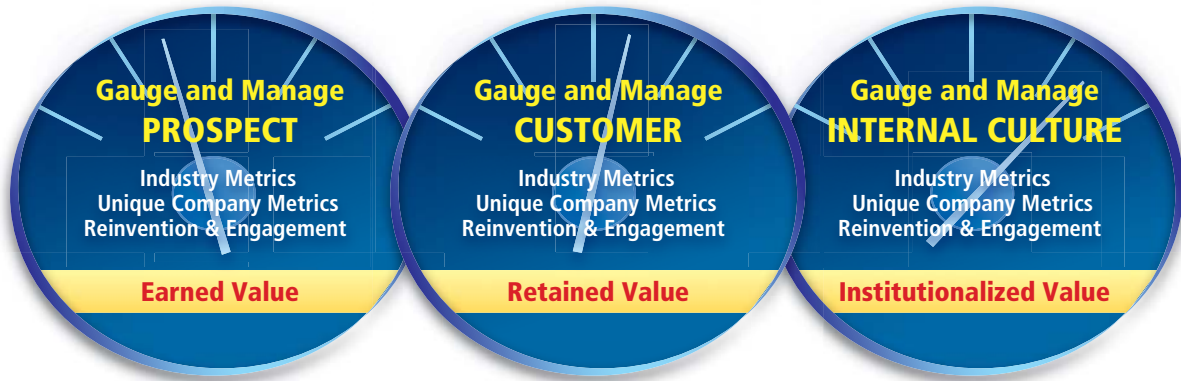 Gauge and Manage
PROSPECT
Industry Metrics
Unique Company Metrics
Reinvention & Engagement
Earned Value
Gauge and Manage
CUSTOMER
Industry Metrics
Unique Company Metrics
Reinvention & Engagement
Retained Value
Gauge and Manage
INTERNAL CULTURE
Industry Metrics
Unique Company Metrics
Reinvention & Engagement
Institutionalized Value